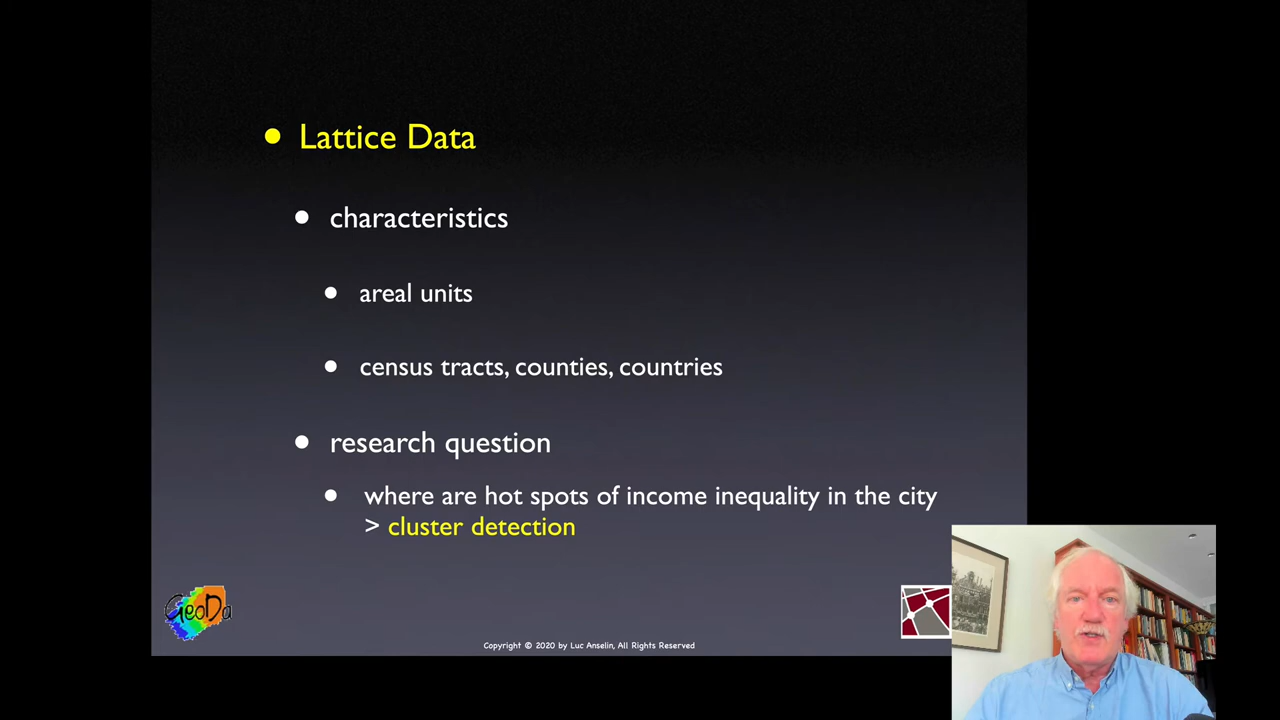 Lattice Data
characteristics
areal units
census tracts, counties, countries
research question
where are hot spots of income inequality in the city
> cluster detection
GeoDa
Copyright © 2020 by Luc Anselin, All Rights Reserved